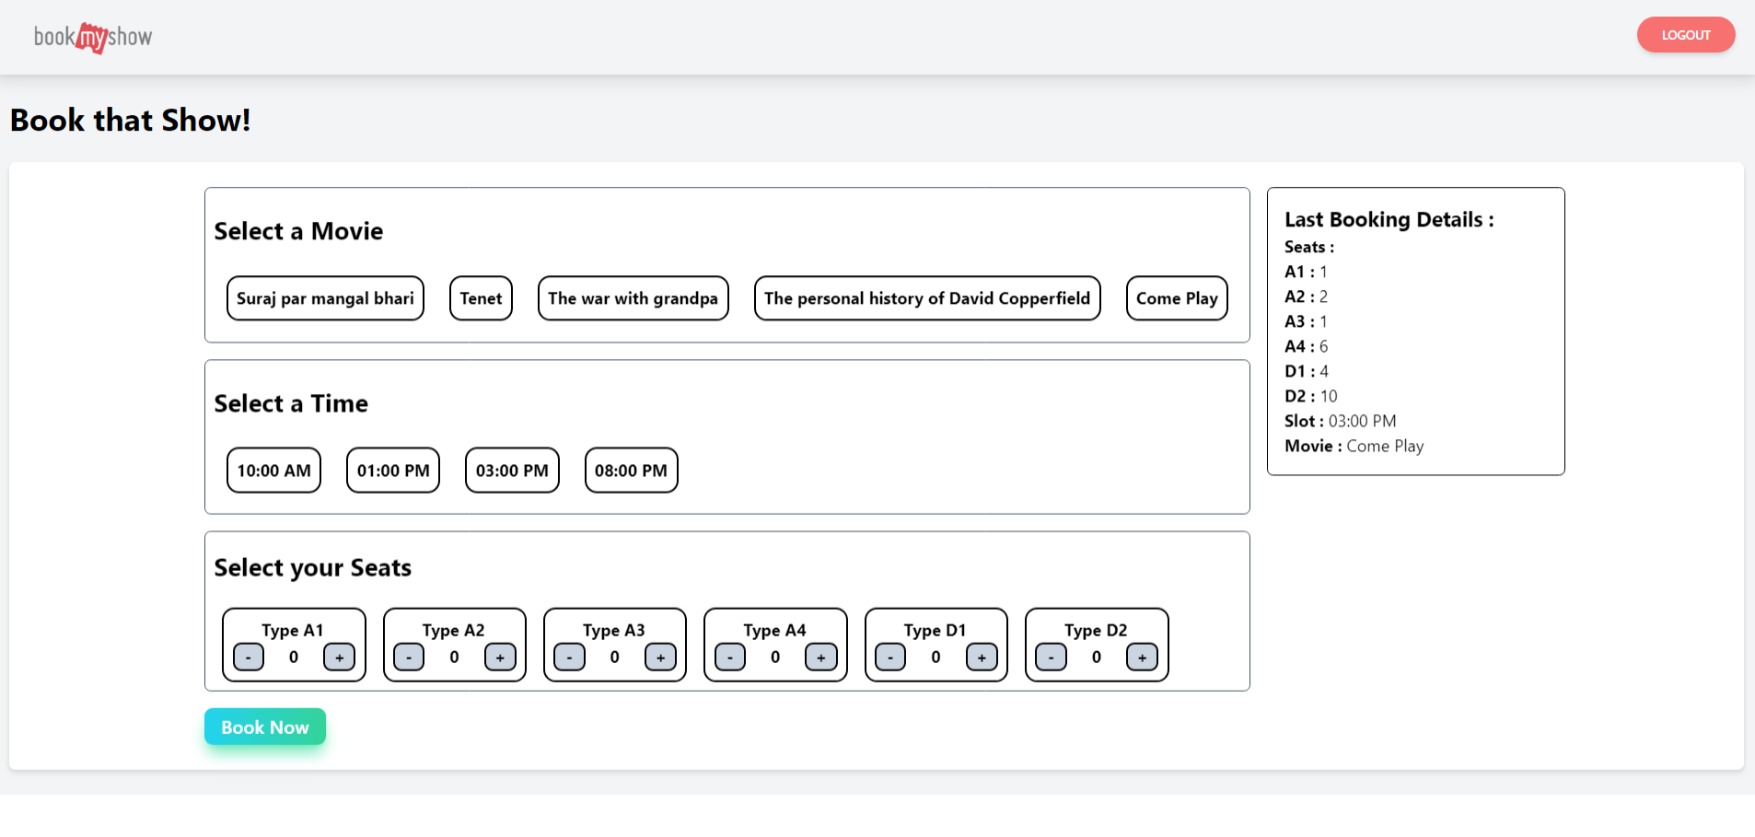 bookmyshow
LOGOUT
Book that Show!
Select a Movie
Suraj par mangal bhari Tenet The war with grandpa The personal history of David Copperfield Come Play
Select a Time
10:00 AM 01:00 PM 03:00 PM 08:00 PM
Select your Seats
Type A1 Type A2 Type A3 Type A4 Type D1 Type D2
- 0 + - 0 + - 0 + - 0 + - 0 + - 0 +
Book Now
Last Booking Details :
Seats :
A1 : 1
A2 : 2
A3 : 1
A4 : 6
D1 : 4
D2 : 10
Slot : 03:00 PM
Movie : Come Play